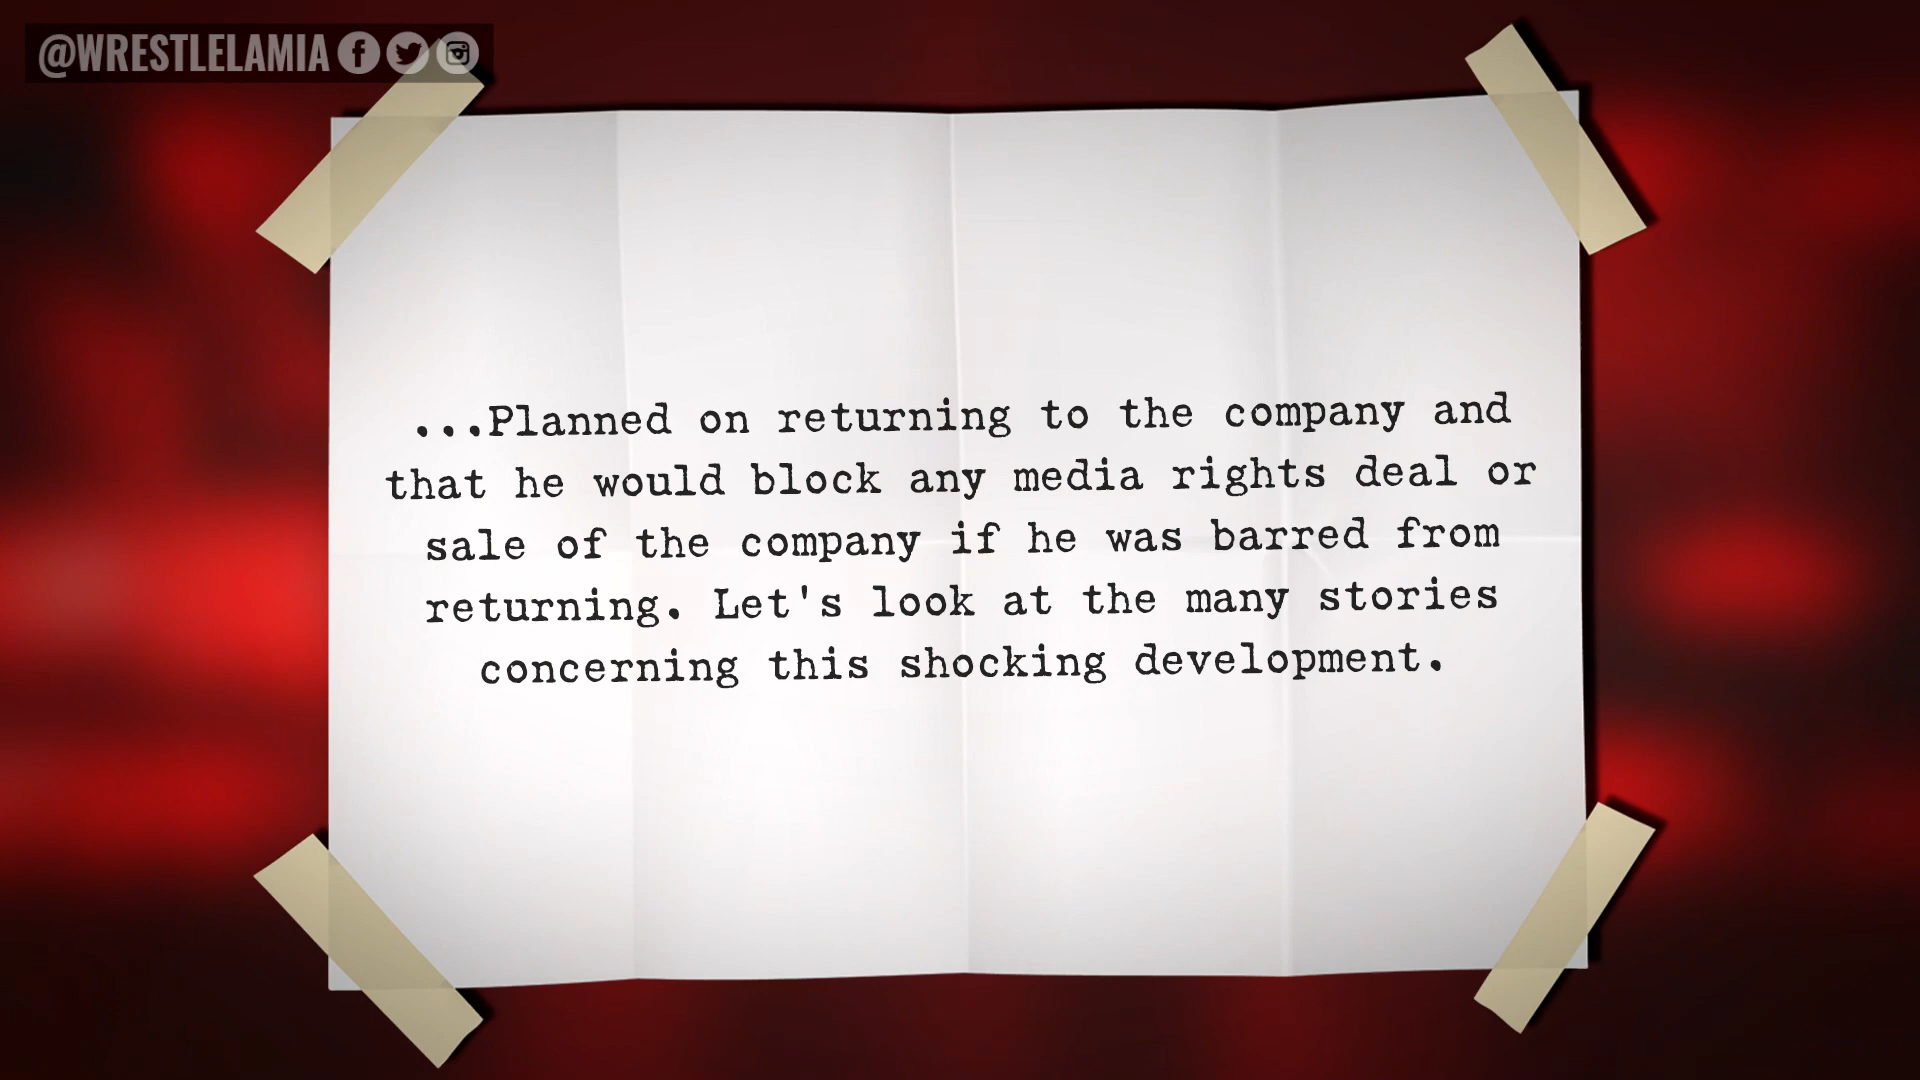 @WRESTLELAMIA
...Planned on returning to the company and
that he would block any media rights deal or
sale of the company if he was barred from
returning. Let's look at the many stories
concerning this shocking development.